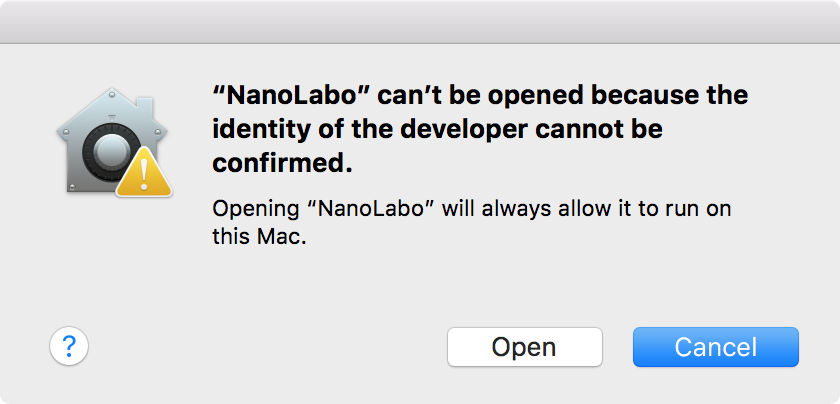 “NanoLabo” can’t be opened because the
identity of the developer cannot be
confirmed.
Opening “NanoLabo” will always allow it to run on
this Mac.
?
Open
Cancel